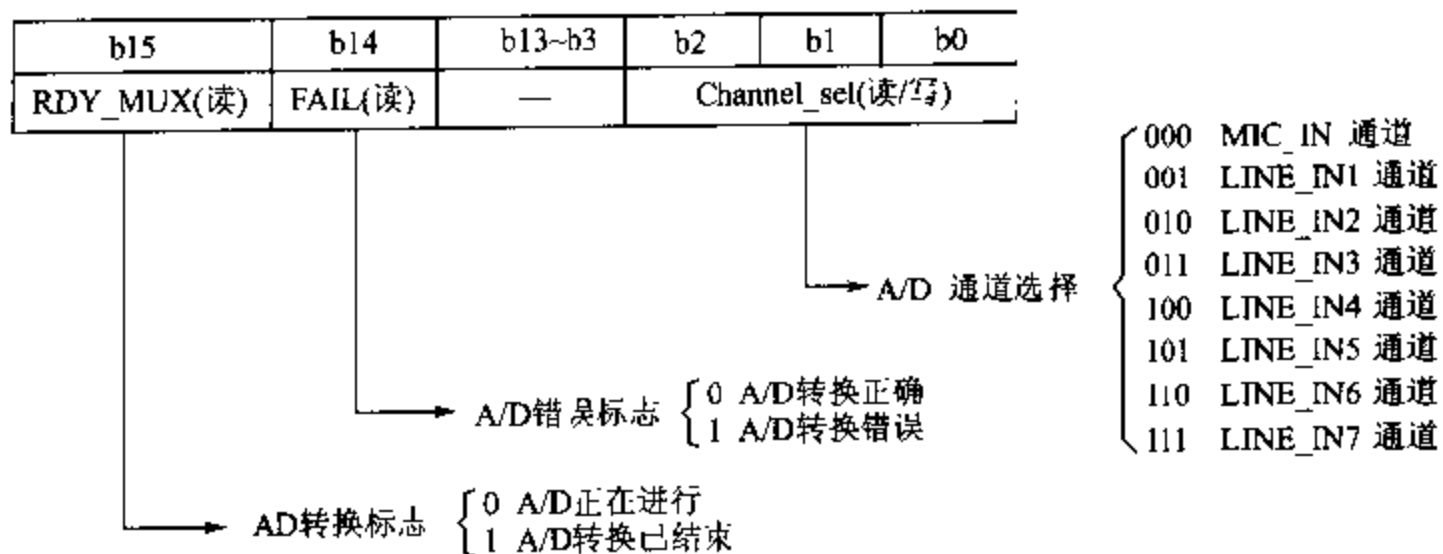 b15 b14 b13~b3 b2 b1 b0
RDY_MUX(读) FAIL(读) — Channel_sel(读/写)
000 MIC_IN 通道
001 LINE_IN1 通道
010 LINE_IN2 通道
011 LINE_IN3 通道
A/D 通道选择
100 LINE_IN4 通道
101 LINE_IN5 通道
110 LINE_IN6 通道
111 LINE_IN7 通道
A/D错误标志
0 A/D转换正确
1 A/D转换错误
AD转换标志
0 A/D正在进行
1 A/D转换已结束